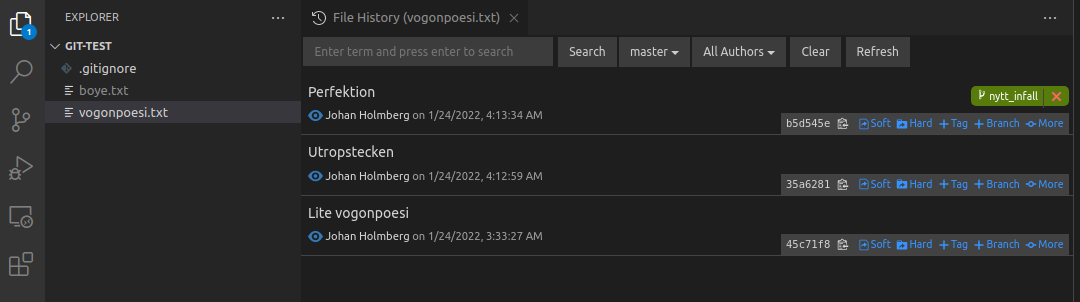 EXPLORER
GIT-TEST
.gitignore
boye.txt
vogonpoesi.txt
1
File History (vogonpoesi.txt)
Enter term and press enter to search
Search
master
All Authors
Clear
Refresh
Perfektion
nytt_infall
Johan Holmberg on 1/24/2022, 4:13:34 AM
b5d545e Soft Hard Tag Branch More
Utropstecken
Johan Holmberg on 1/24/2022, 4:12:59 AM
35a6281 Soft Hard Tag Branch More
Lite vogonpoesi
Johan Holmberg on 1/24/2022, 3:33:27 AM
45c71f8 Soft Hard Tag Branch More